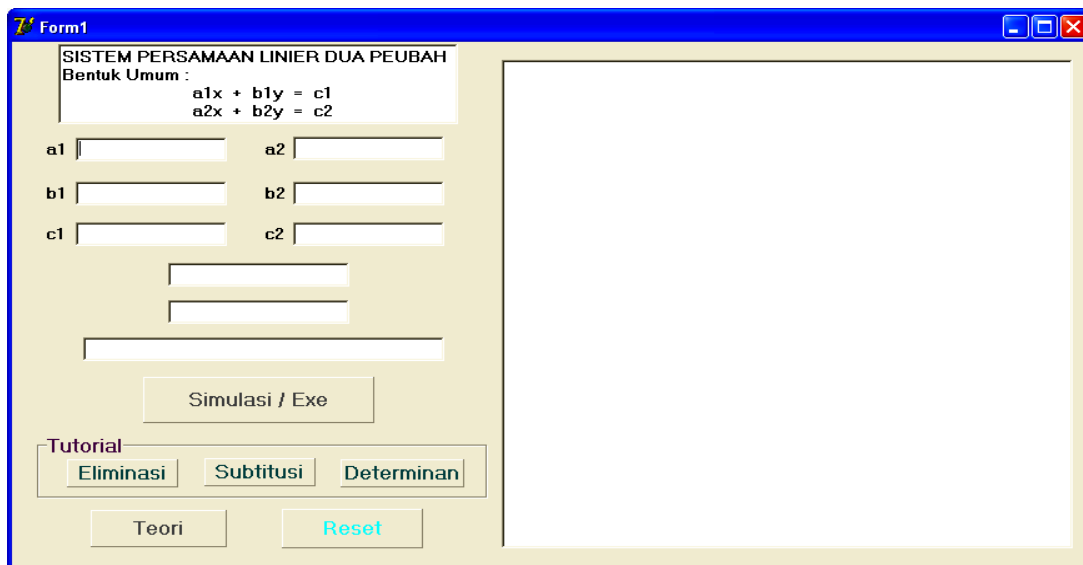 Form1
SISTEM PERSAMAAN LINIER DUA PEUBAH
Bentuk Umum :
a1x + b1y = c1
a2x + b2y = c2
a1 a2
b1 b2
c1 c2
Simulasi / Exe
Tutorial
Eliminasi Subtitusi Determinan
Teori Reset